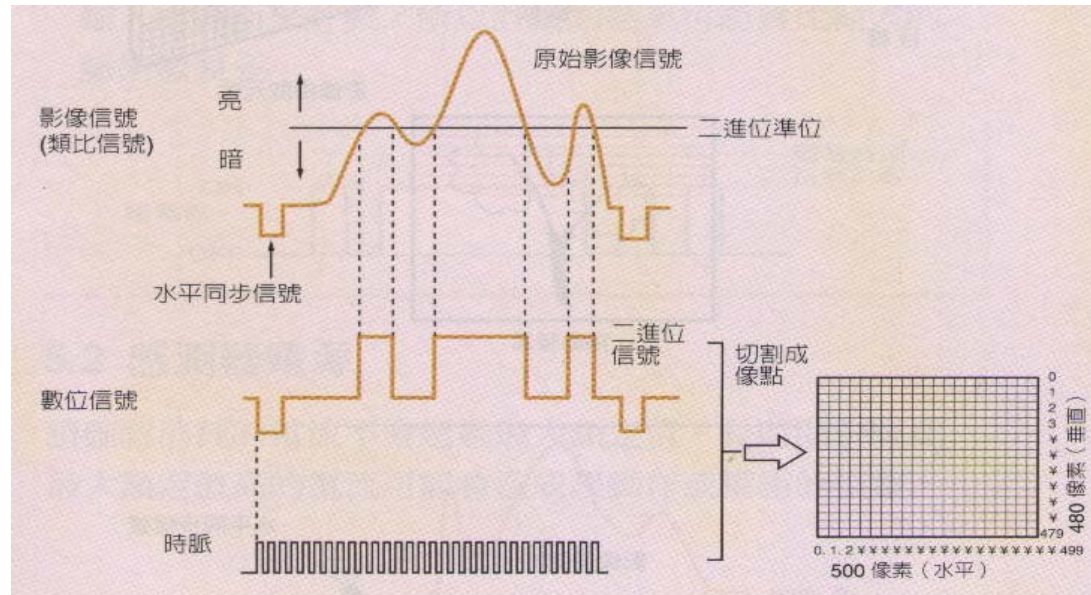 原始影像信號
亮
影像信號
(類比信號)
二進位準位
暗
水平同步信號
二進位
信號
切割成
像點
數位信號
0
1
2
3
¥
¥
¥
¥
¥
¥
479
480 像素（垂直）
時脈
0. 1. 2 ¥ ¥ ¥ ¥ ¥ ¥ ¥ ¥ ¥ ¥ ¥ ¥ ¥ ¥ ¥ ¥ ¥ 499
500 像素（水平）